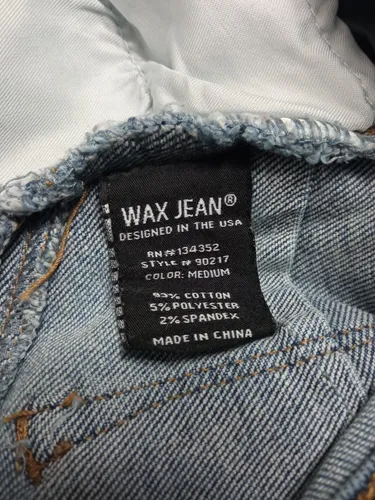 WAX JEAN®
DESIGNED IN THE USA
RN#134352
STYLE # 90217
COLOR: MEDIUM
93% COTTON
5% POLYESTER
2% SPANDEX
MADE IN CHINA